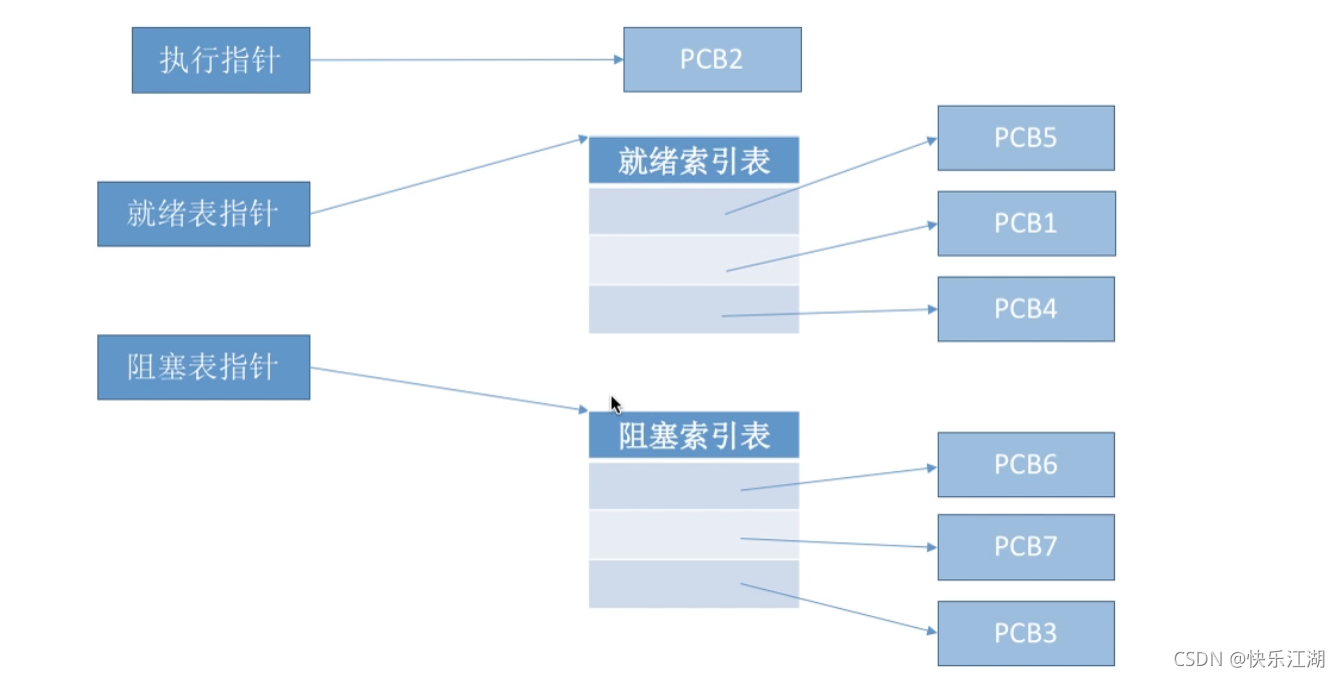 执行指针
PCB2
就绪表指针
就绪索引表
PCB5
PCB1
PCB4
阻塞表指针
阻塞索引表
PCB6
PCB7
PCB3
CSDN @快乐江湖